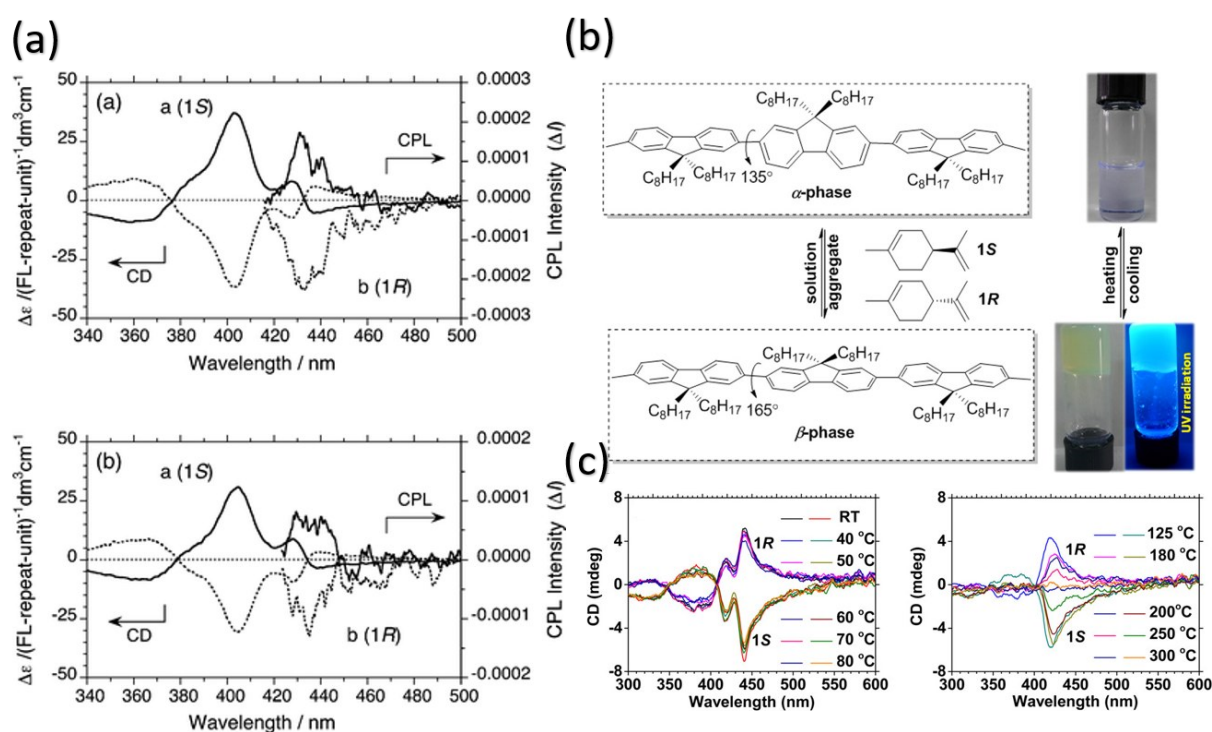 (a)
(a)
a (1S)
b (1R)
CPL
CD
50
25
0
-25
-50
0.0003
0.0002
0.0001
0.0000
-0.0001
-0.0002
-0.0003
Δε /(FL-repeat-unit)⁻¹dm³cm⁻¹
CPL Intensity (ΔI)
340 360 380 400 420 440 460 480 500
Wavelength / nm
(b)
a (1S)
b (1R)
CPL
CD
50
25
0
-25
-50
0.0002
0.0001
0.0000
-0.0001
-0.0002
Δε /(FL-repeat-unit)⁻¹dm³cm⁻¹
CPL Intensity (ΔI)
340 360 380 400 420 440 460 480 500
Wavelength / nm
(b)
C₈H₁₇ C₈H₁₇
C₈H₁₇ C₈H₁₇
135°
C₈H₁₇ C₈H₁₇
α-phase
solution
aggregate
1S
1R
heating
cooling
C₈H₁₇ C₈H₁₇
C₈H₁₇ C₈H₁₇
165°
C₈H₁₇ C₈H₁₇
β-phase
UV irradiation
(c)
CD (mdeg)
8
4
0
-4
-8
1R
1S
RT
40 °C
50 °C
60 °C
70 °C
80 °C
300 350 400 450 500 550 600
Wavelength (nm)
CD (mdeg)
8
4
0
-4
-8
1R
1S
125 °C
180 °C
200°C
250 °C
300 °C
300 350 400 450 500 550 600
Wavelength (nm)